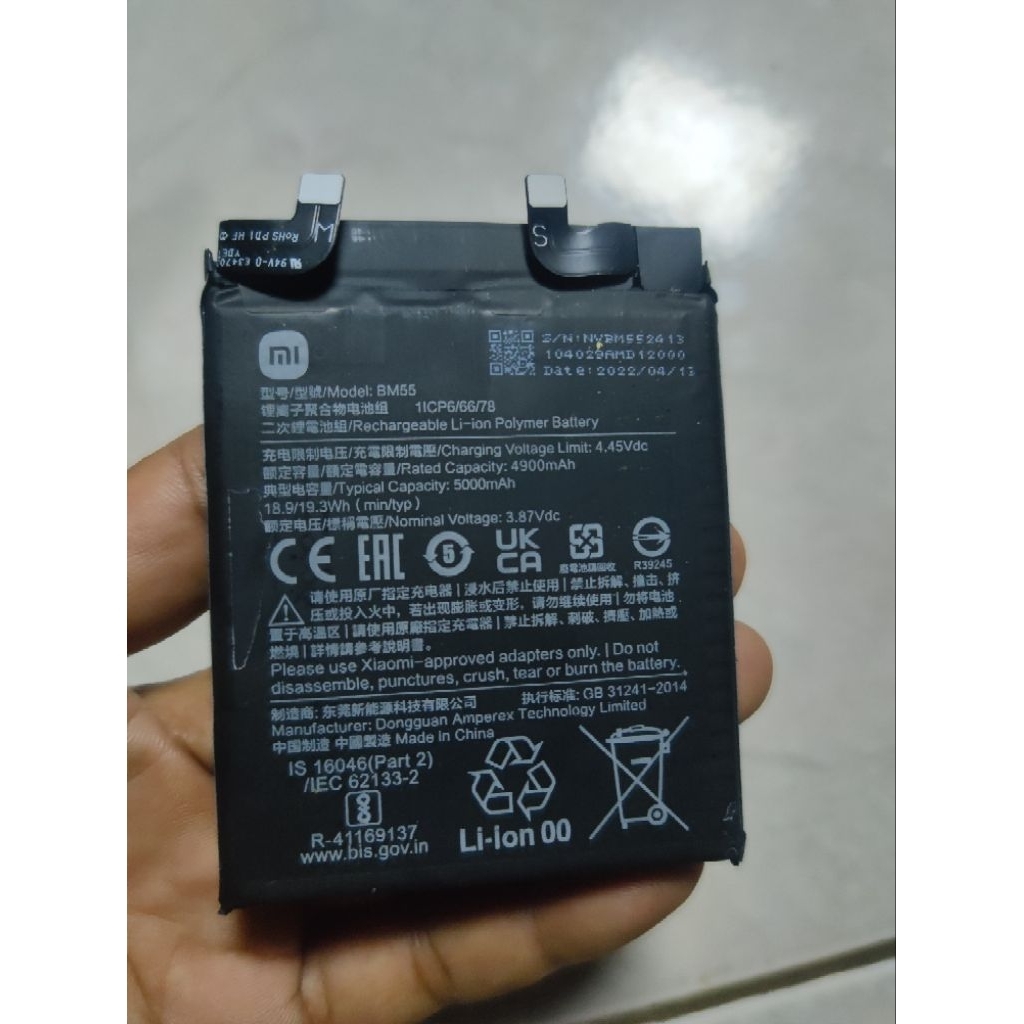 M
S
RoHS PD1 HF
94V-0 E3470
mi
S/N:NVBM552413
104029AMD12000
Date:2022/04/13
型号/型號/Model: BM55
锂离子聚合物电池组 1ICP6/66/78
二次鋰電池組/Rechargeable Li-ion Polymer Battery
充电限制电压/充電限制電壓/Charging Voltage Limit: 4.45Vdc
额定容量/額定電容量/Rated Capacity: 4900mAh
典型电容量/Typical Capacity: 5000mAh
18.9/19.3Wh (min/typ)
额定电压/標稱電壓/Nominal Voltage: 3.87Vdc
CE EAC 5 UK CA
廢電池請回收 R39245
请使用原厂指定充电器 | 浸水后禁止使用 | 禁止拆解、撞击、挤
压或投入火中，若出现膨胀或变形，请勿继续使用 | 勿将电池
置于高温区 | 請使用原廠指定充電器 | 禁止拆解、刺破、擠壓、加熱或
燃燒 | 詳情請參考說明書。
Please use Xiaomi-approved adapters only. | Do not
disassemble, punctures, crush, tear or burn the battery.
制造商: 东莞新能源科技有限公司 执行标准: GB 31241-2014
Manufacturer: Dongguan Amperex Technology Limited
中国制造 中國製造 Made in China
IS 16046(Part 2)
/IEC 62133-2
R-41169137
www.bis.gov.in
Li-ion 00